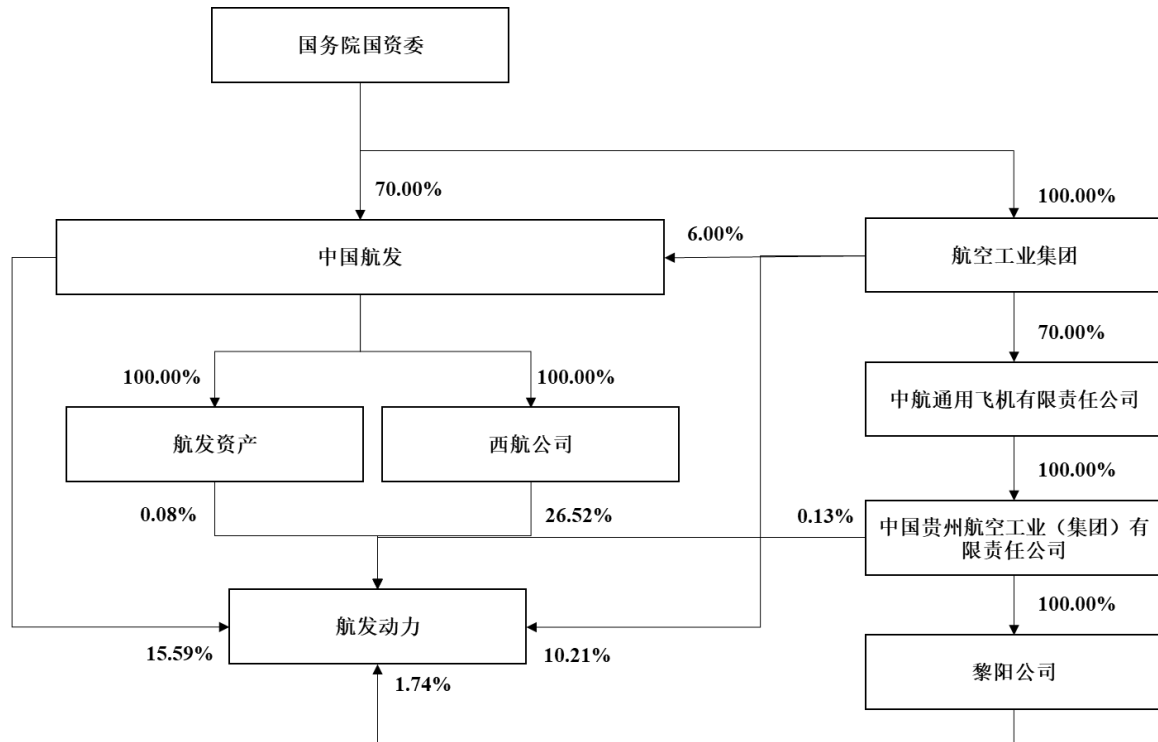 国务院国资委
70.00%
100.00%
中国航发
6.00%
航空工业集团
70.00%
100.00%
100.00%
航发资产
西航公司
中航通用飞机有限责任公司
100.00%
0.08%
26.52%
0.13%
中国贵州航空工业（集团）有
限责任公司
100.00%
航发动力
15.59%
10.21%
1.74%
黎阳公司